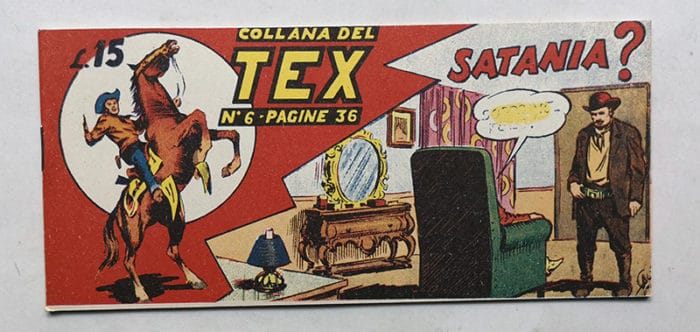 L.15
COLLANA DEL
TEX
N° 6 - PAGINE 36
SATANIA?